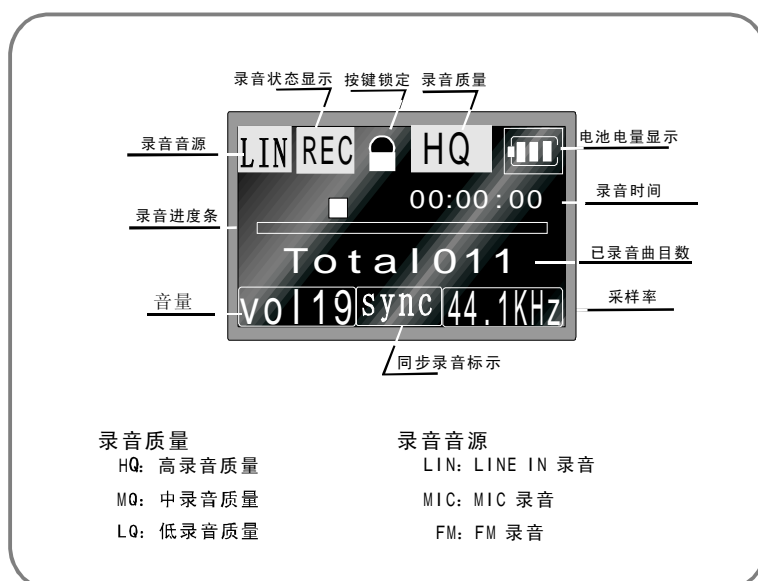 录音状态显示 按键锁定 录音质量
录音音源 LIN REC HQ 电池电量显示
00:00:00 录音时间
录音进度条
Total011 已录音曲目数
音量 vol19 sync 44.1KHz 采样率
同步录音标示
录音质量 录音音源
HQ: 高录音质量 LIN: LINE IN 录音
MQ: 中录音质量 MIC: MIC 录音
LQ: 低录音质量 FM: FM 录音